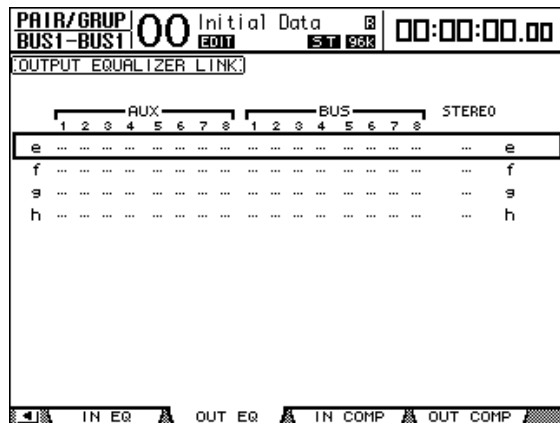 PAIR/GRUP 00 Initial Data R 00:00:00.00
BUS1-BUS1 EDIT ST 96k
OUTPUT EQUALIZER LINK
AUX BUS STEREO
1 2 3 4 5 6 7 8 1 2 3 4 5 6 7 8
e ... ... ... ... ... ... ... ... ... ... ... ... ... ... ... ... ... e
f ... ... ... ... ... ... ... ... ... ... ... ... ... ... ... ... ... f
g ... ... ... ... ... ... ... ... ... ... ... ... ... ... ... ... ... g
h ... ... ... ... ... ... ... ... ... ... ... ... ... ... ... ... ... h
IN EQ OUT EQ IN COMP OUT COMP